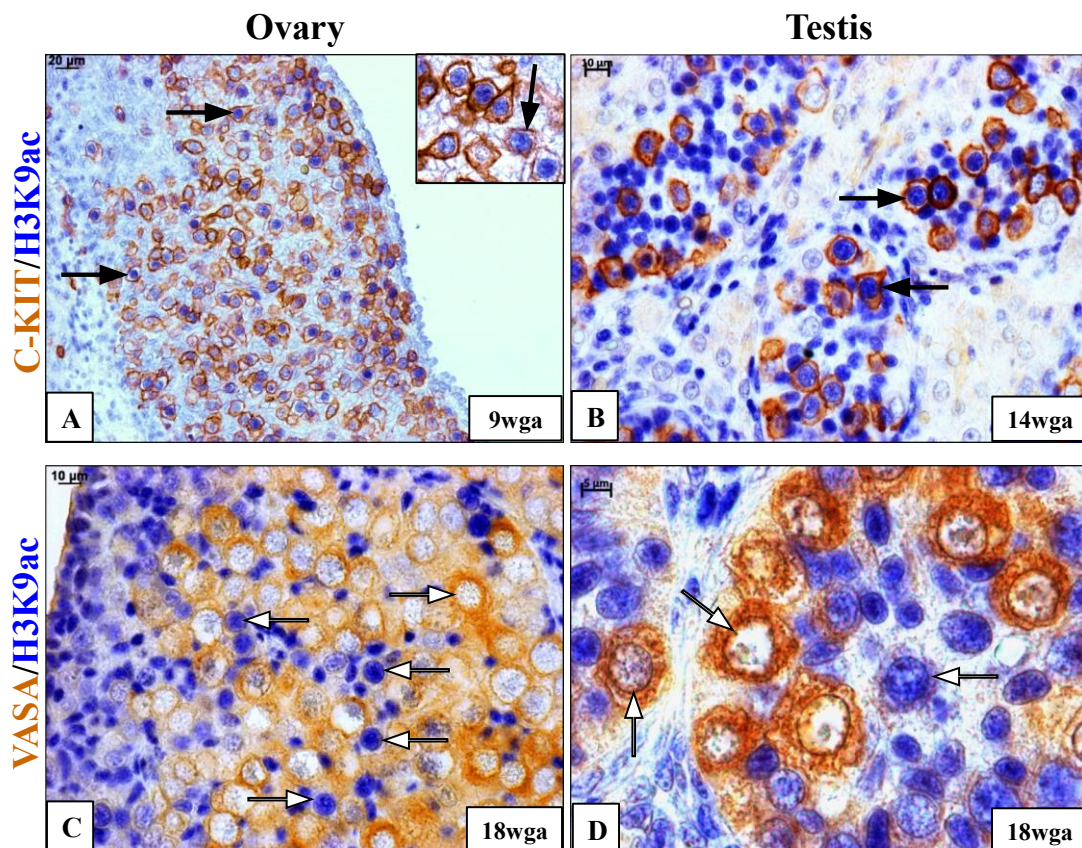 Ovary
Testis
C-KIT/H3K9ac
20 µm
A
9wga
10 µm
B
14wga
VASA/H3K9ac
10 µm
C
18wga
5 µm
D
18wga